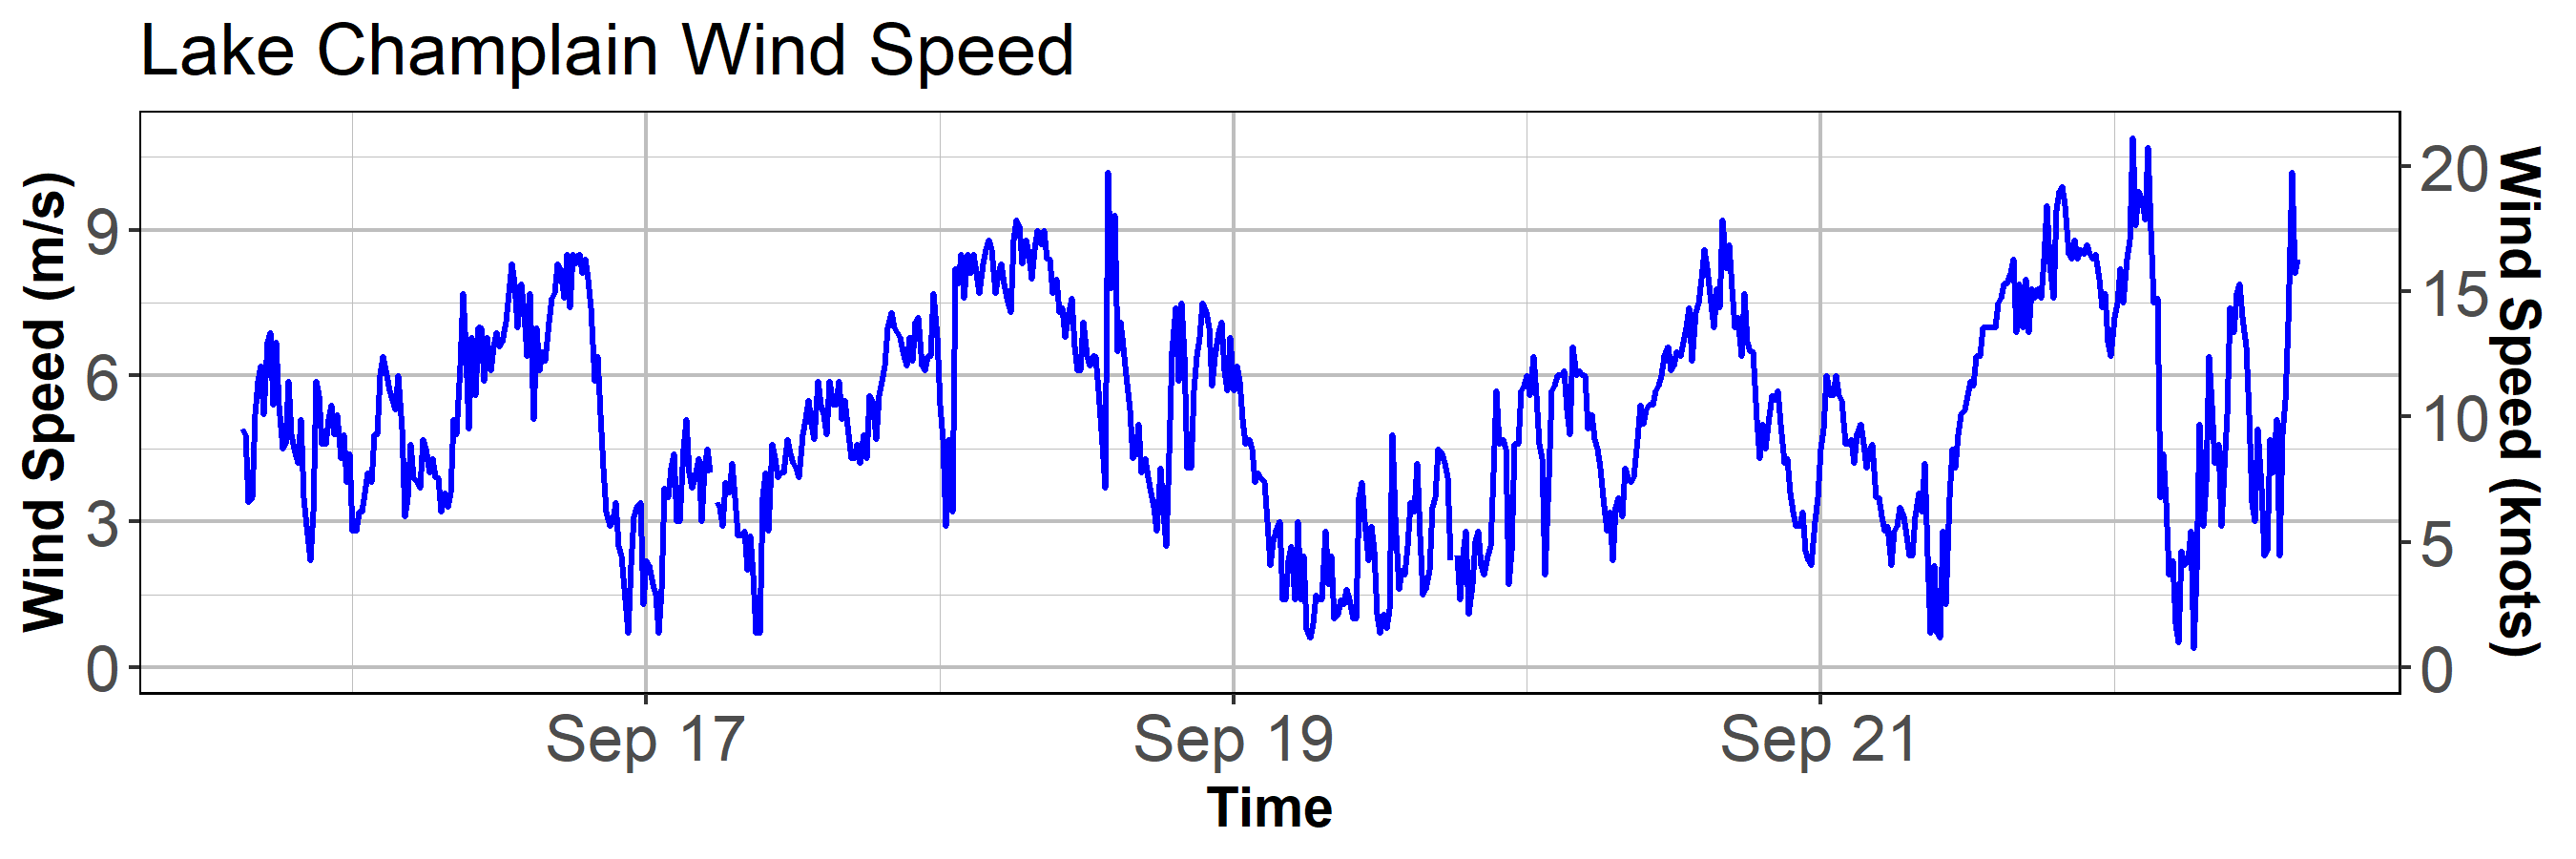 Lake Champlain Wind Speed
Wind Speed (m/s)
9
6
3
0
20
15
10
5
0
Wind Speed (knots)
Sep 17
Sep 19
Sep 21
Time